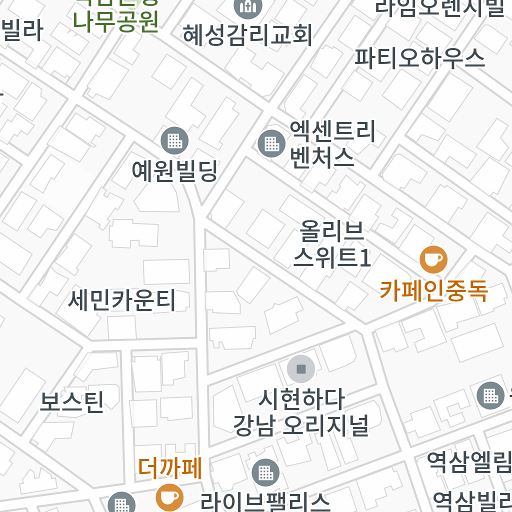 나무공원
빌라
혜성감리교회
라임오렌지빌
파티오하우스
엑센트리
벤처스
예원빌딩
올리브
스위트1
카페인중독
세민카운티
시현하다
강남 오리지널
보스틴
더까페
라이브팰리스
역삼엘림
역삼빌라